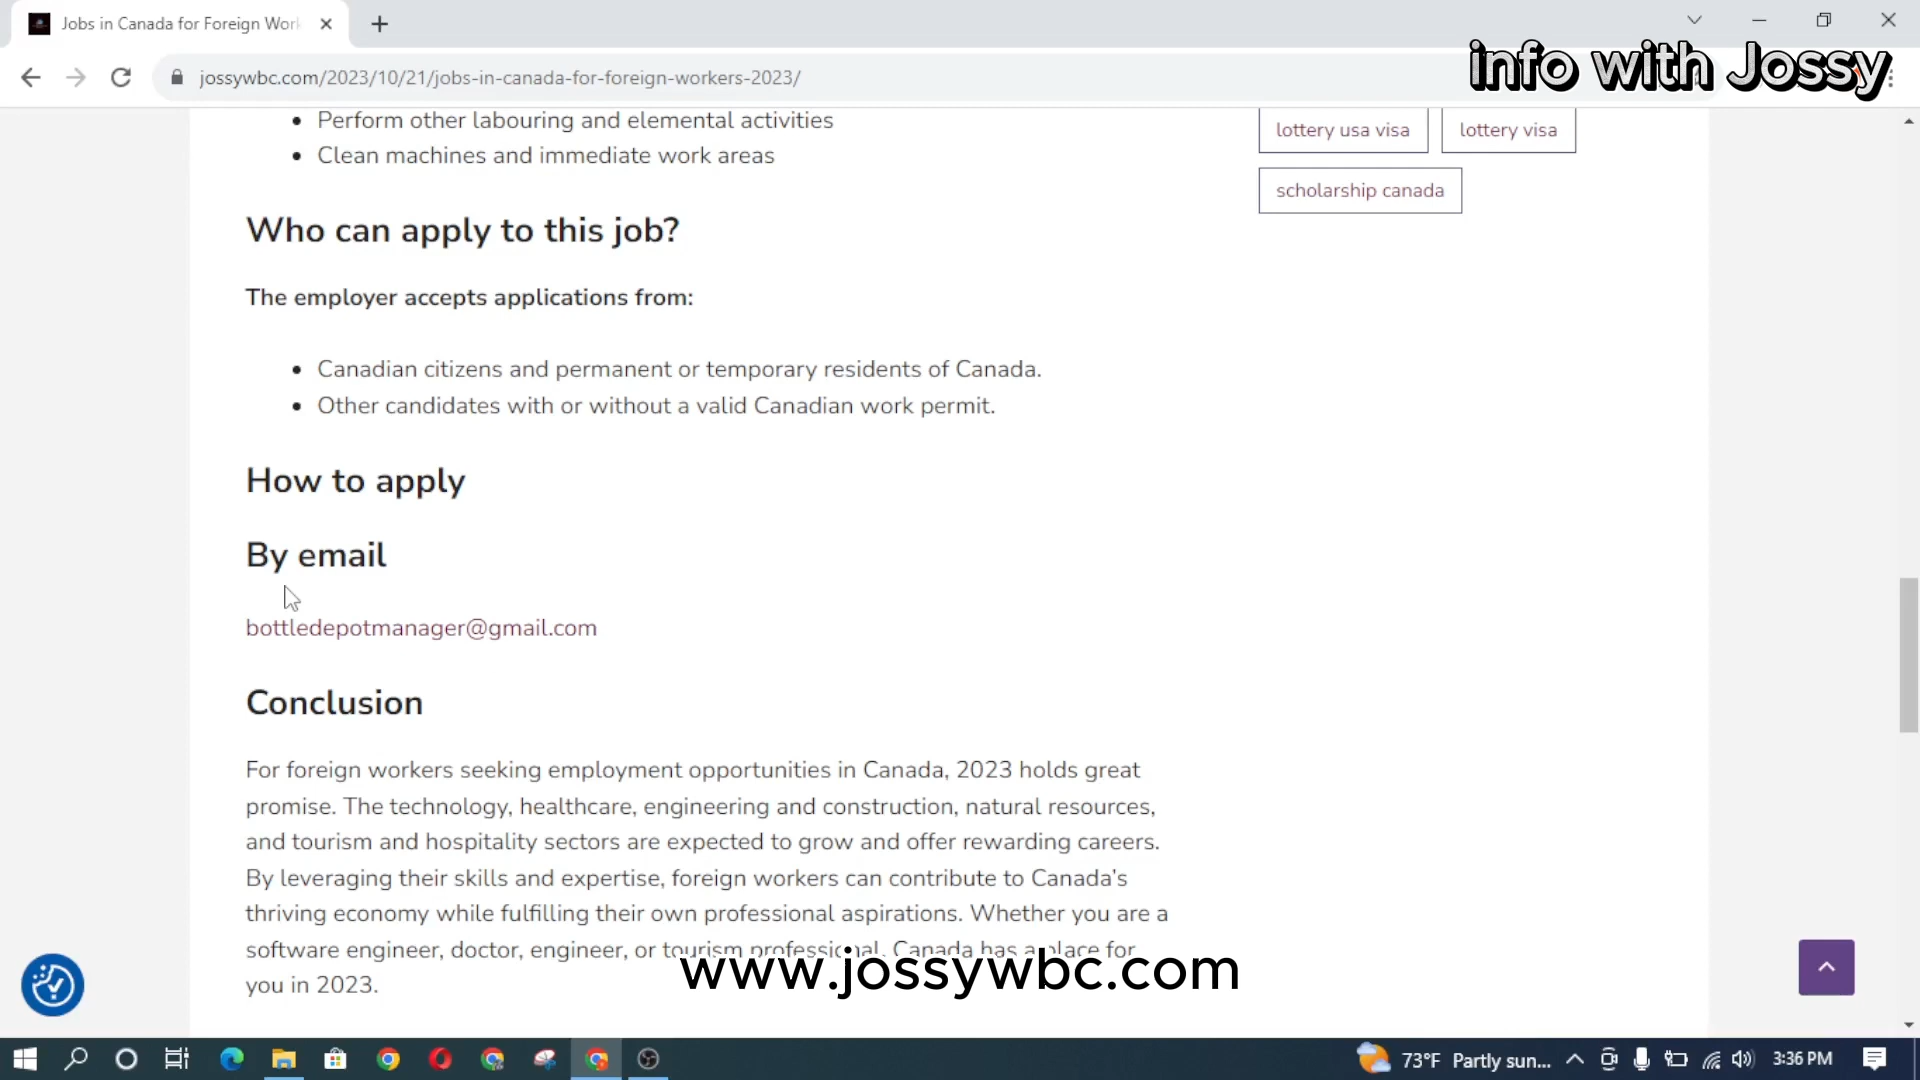 Jobs in Canada for Foreign Work
jossywbc.com/2023/10/21/jobs-in-canada-for-foreign-workers-2023/
info with Jossy
Perform other labouring and elemental activities
Clean machines and immediate work areas
lottery usa visa
lottery visa
scholarship canada
Who can apply to this job?
The employer accepts applications from:
Canadian citizens and permanent or temporary residents of Canada.
Other candidates with or without a valid Canadian work permit.
How to apply
By email
bottledepotmanager@gmail.com
Conclusion
For foreign workers seeking employment opportunities in Canada, 2023 holds great
promise. The technology, healthcare, engineering and construction, natural resources,
and tourism and hospitality sectors are expected to grow and offer rewarding careers.
By leveraging their skills and expertise, foreign workers can contribute to Canada's
thriving economy while fulfilling their own professional aspirations. Whether you are a
software engineer, doctor, engineer, or tourism professional, Canada has a place for
you in 2023.
www.jossywbc.com
73°F Partly sun...
3:36 PM